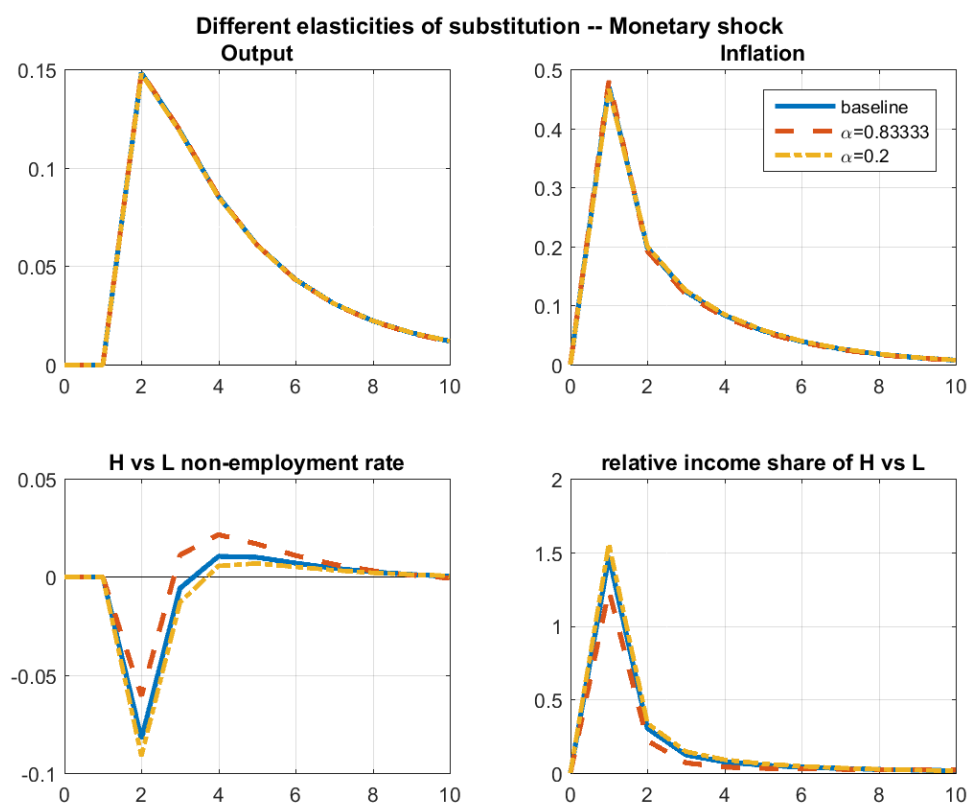 Different elasticities of substitution -- Monetary shock
Output
0.15
0.1
0.05
0
0 2 4 6 8 10
Inflation
0.5
0.4
0.3
0.2
0.1
0
0 2 4 6 8 10
baseline
α=0.83333
α=0.2
H vs L non-employment rate
0.05
0
-0.05
-0.1
0 2 4 6 8 10
relative income share of H vs L
2
1.5
1
0.5
0
0 2 4 6 8 10